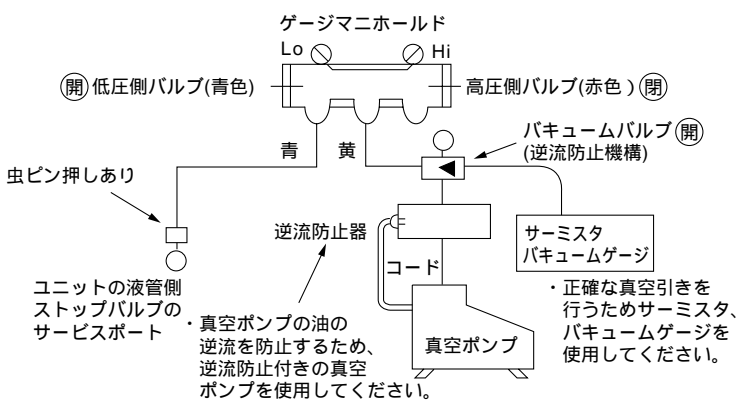 ゲージマニホールド
Lo Hi
開 低圧側バルブ(青色) 高圧側バルブ(赤色)閉
青 黄
バキュームバルブ 開
(逆流防止機構)
虫ピン押しあり
逆流防止器
コード
サーミスタ
バキュームゲージ
ユニットの液管側
ストップバルブの
サービスポート
・真空ポンプの油の
逆流を防止するため、
逆流防止付きの真空
ポンプを使用してください。
真空ポンプ
・正確な真空引きを
行うためサーミスタ、
バキュームゲージを
使用してください。